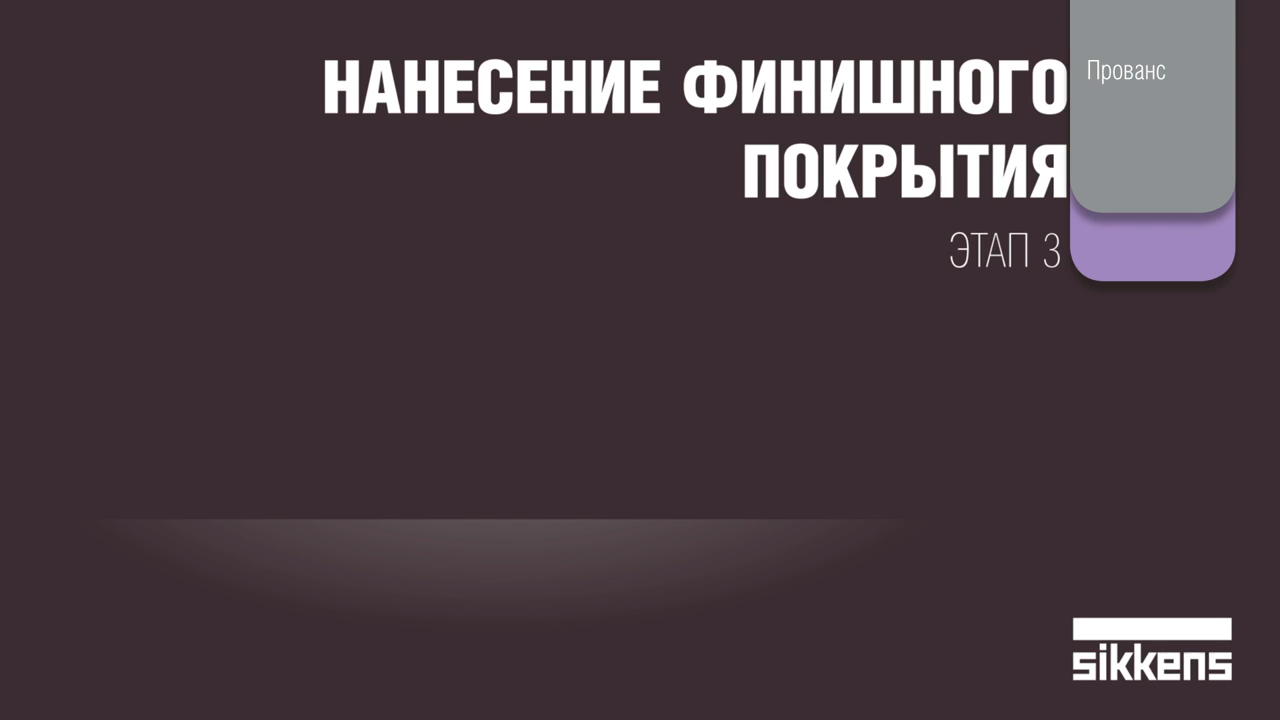 НАНЕСЕНИЕ ФИНИШНОГО
ПОКРЫТИЯ
ЭТАП 3
Прованс
sikkens